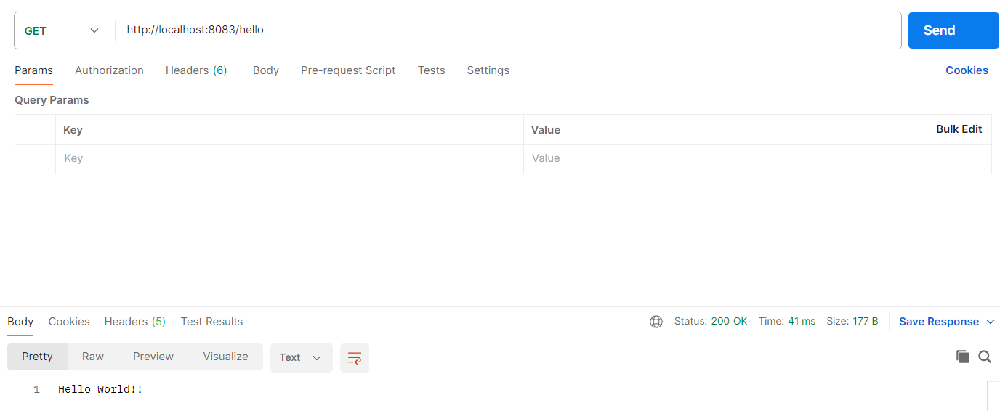 GET http://localhost:8083/hello Send
Params Authorization Headers (6) Body Pre-request Script Tests Settings Cookies
Query Params
Key Value Bulk Edit
Key Value
Body Cookies Headers (5) Test Results Status: 200 OK Time: 41 ms Size: 177 B Save Response
Pretty Raw Preview Visualize Text
1 Hello World!!